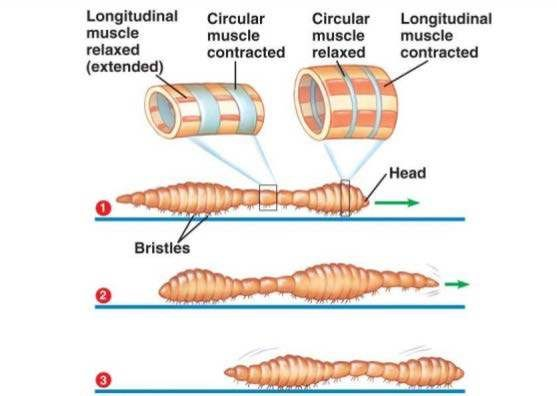 Longitudinal
muscle
relaxed
(extended)
Circular
muscle
contracted
Circular
muscle
relaxed
Longitudinal
muscle
contracted
Head
1
Bristles
2
3